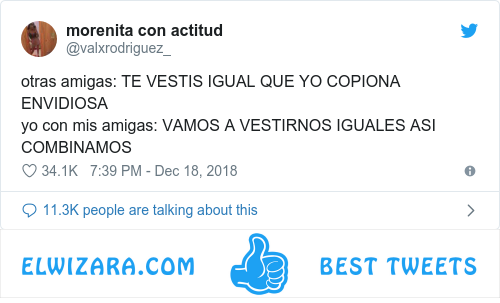 morenita con actitud
@valxrodriguez_
otras amigas: TE VESTIS IGUAL QUE YO COPIONA
ENVIDIOSA
yo con mis amigas: VAMOS A VESTIRNOS IGUALES ASI
COMBINAMOS
34.1K 7:39 PM - Dec 18, 2018
11.3K people are talking about this
ELWIZARA.COM BEST TWEETS